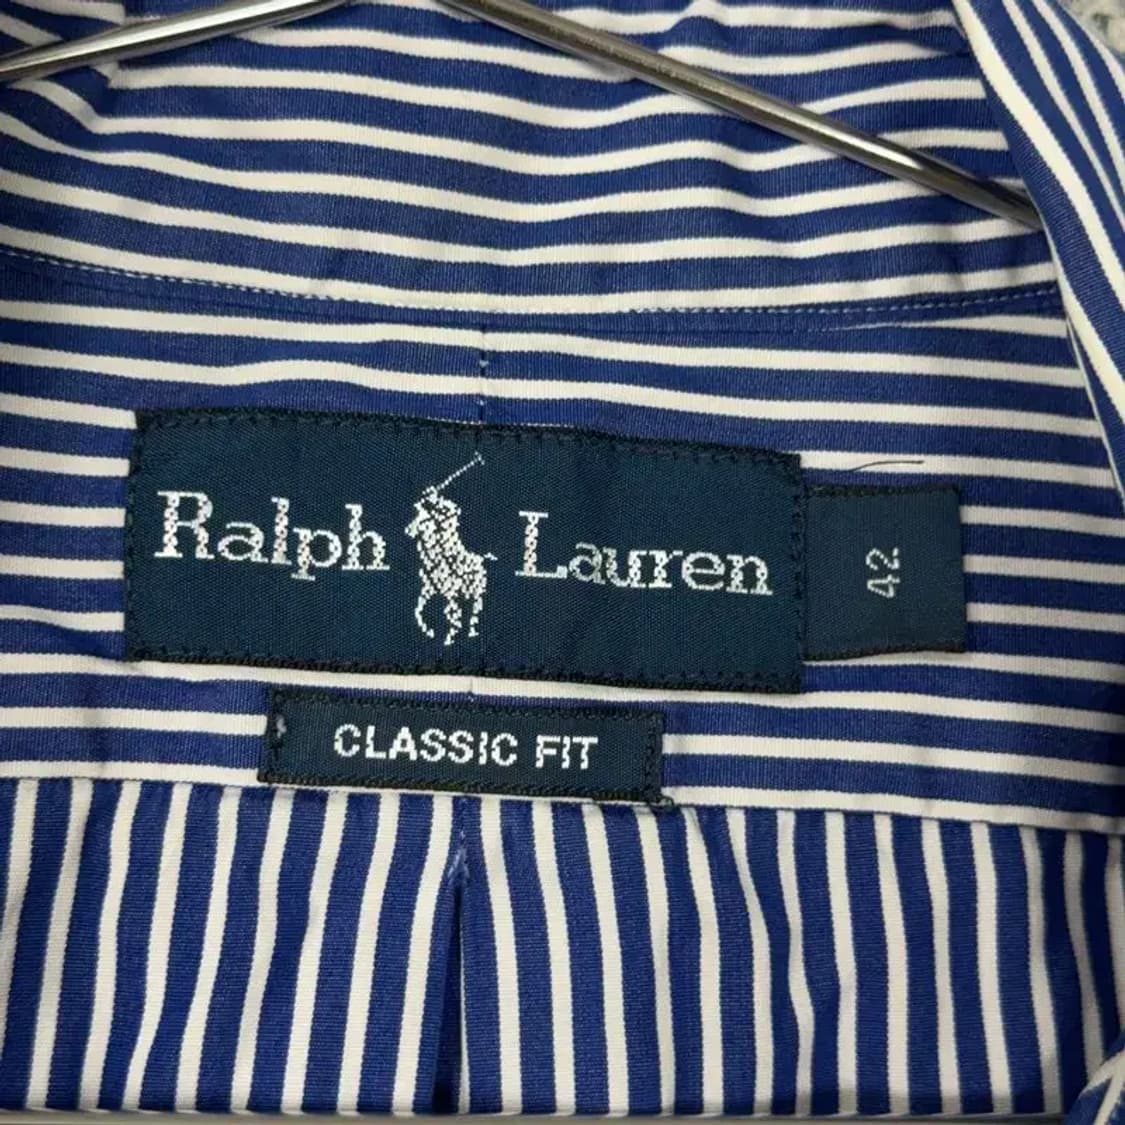 Ralph Lauren
42
CLASSIC FIT